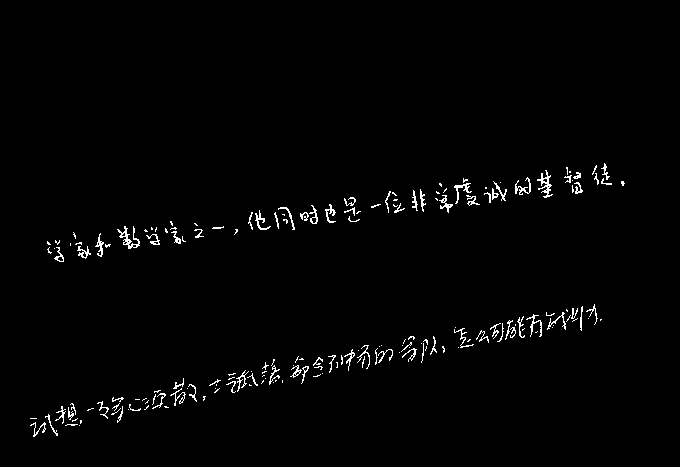 学家和数学家之一，他同时也是一位非常虔诚的基督徒。
试想，一支军心涣散，士气低落，命令不畅的军队，怎么可能有战斗力